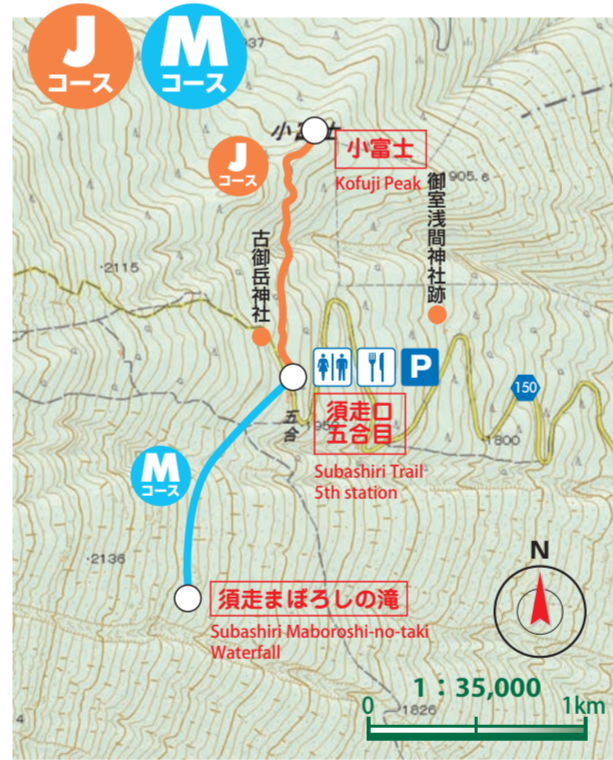 J
コース
M
コース
小富士
J
コース
小富士
Kofuji Peak
御室浅間神社跡
1905.6
古御岳神社
・2115
P
150
須走口
五合目
五合
・1800
Subashiri Trail
5th station
M
コース
・2136
須走まぼろしの滝
Subashiri Maboroshi-no-taki
Waterfall
N
1：35,000
0
1km
・1826